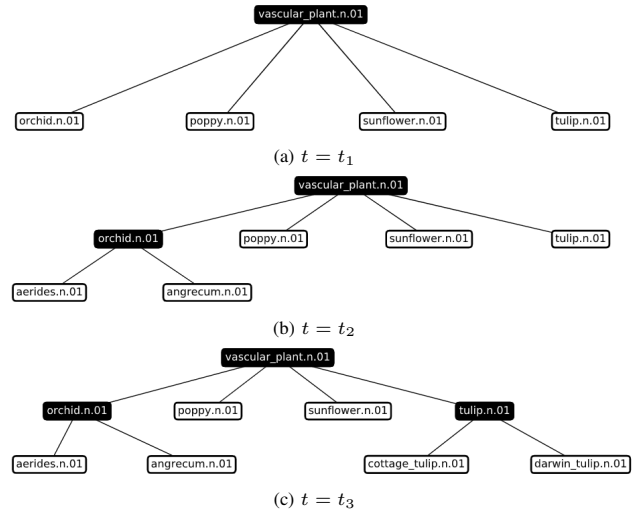 vascular_plant.n.01
orchid.n.01 poppy.n.01 sunflower.n.01 tulip.n.01
(a) t = t₁
vascular_plant.n.01
orchid.n.01 poppy.n.01 sunflower.n.01 tulip.n.01
aerides.n.01 angrecum.n.01
(b) t = t₂
vascular_plant.n.01
orchid.n.01 poppy.n.01 sunflower.n.01 tulip.n.01
aerides.n.01 angrecum.n.01 cottage_tulip.n.01 darwin_tulip.n.01
(c) t = t₃